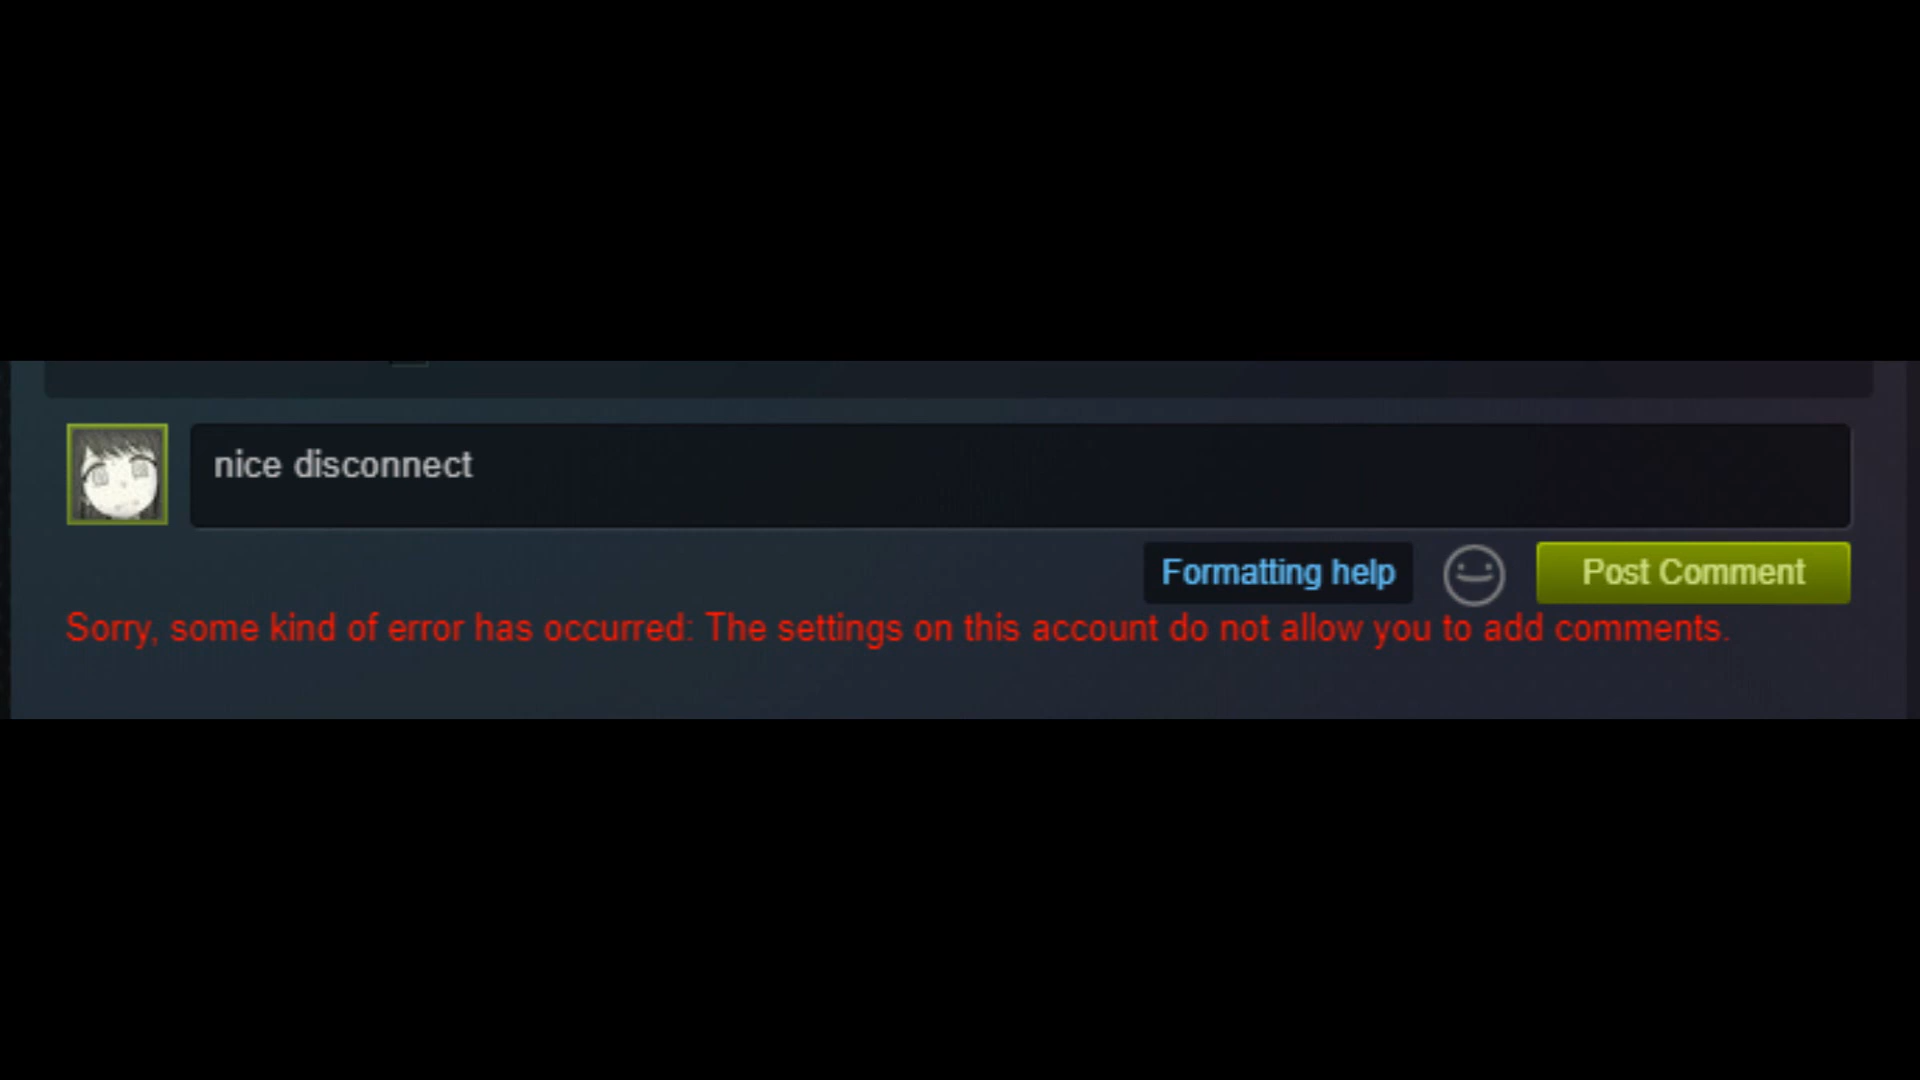 nice disconnect
Formatting help
Post Comment
Sorry, some kind of error has occurred: The settings on this account do not allow you to add comments.